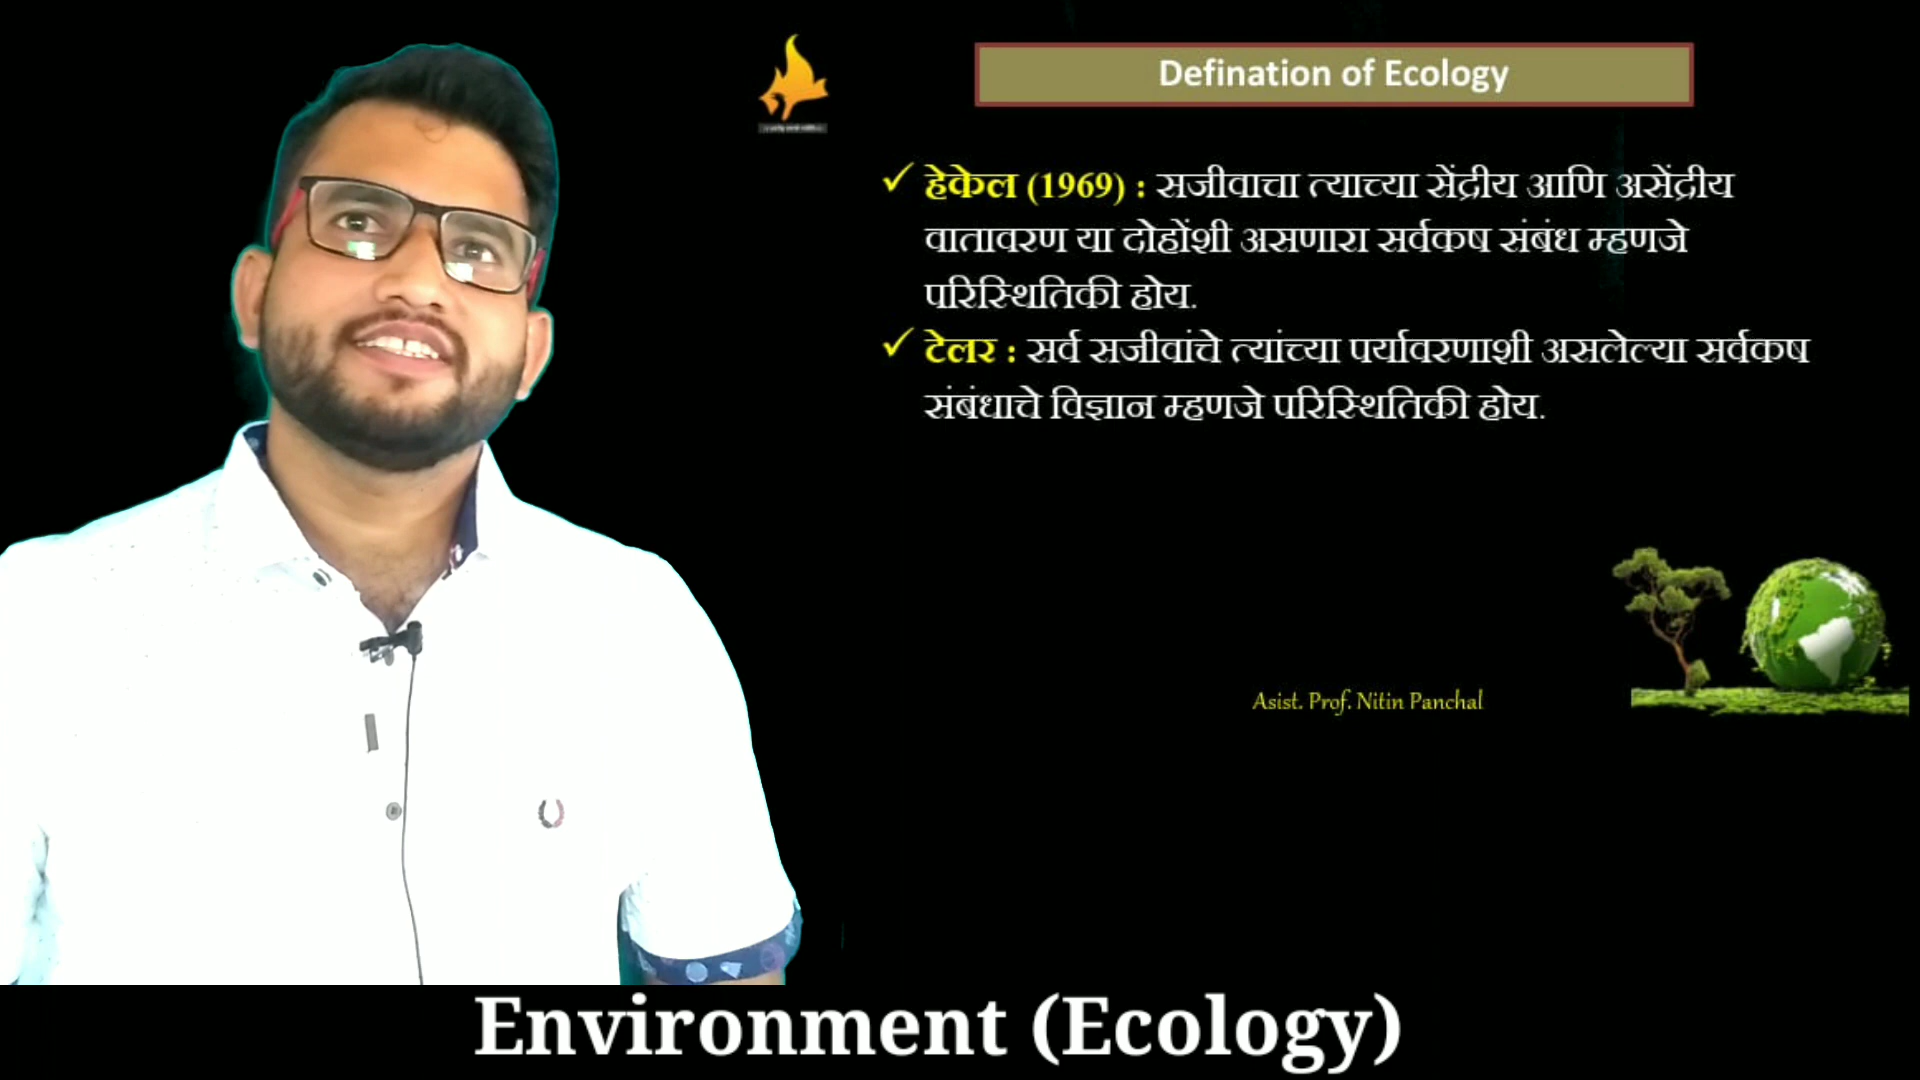 Defination of Ecology
हेकेल (1969) : सजीवाचा त्याच्या सेंद्रीय आणि असेंद्रीय
वातावरण या दोहोंशी असणारा सर्वकष संबंध म्हणजे
परिस्थितिकी होय.
टेलर : सर्व सजीवांचे त्यांच्या पर्यावरणाशी असलेल्या सर्वकष
संबंधाचे विज्ञान म्हणजे परिस्थितिकी होय.
Asist. Prof. Nitin Panchal
Environment (Ecology)